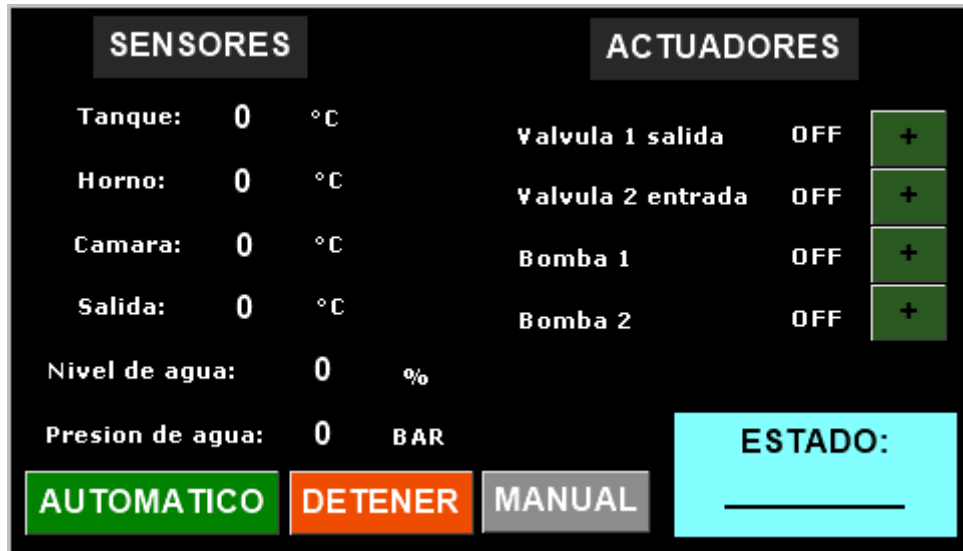 SENSORES
Tanque: 0 °C
Horno: 0 °C
Camara: 0 °C
Salida: 0 °C
Nivel de agua: 0 %
Presion de agua: 0 BAR
AUTOMATICO DETENER MANUAL
ACTUADORES
Valvula 1 salida OFF +
Valvula 2 entrada OFF +
Bomba 1 OFF +
Bomba 2 OFF +
ESTADO: